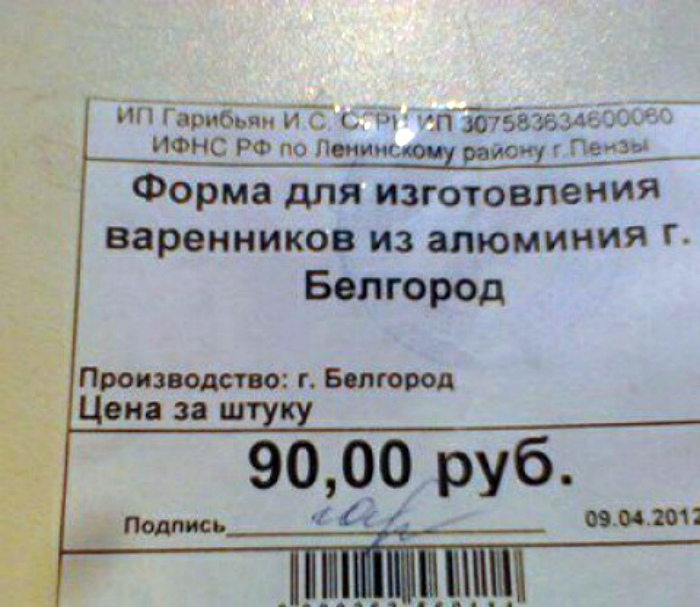 ИП Гарибьян И.С. ОГРН ИП 307583634600060
ИФНС РФ по Ленинскому району г.Пензы
Форма для изготовления
варенников из алюминия г.
Белгород
Производство: г. Белгород
Цена за штуку
90,00 руб.
Подпись 09.04.2012